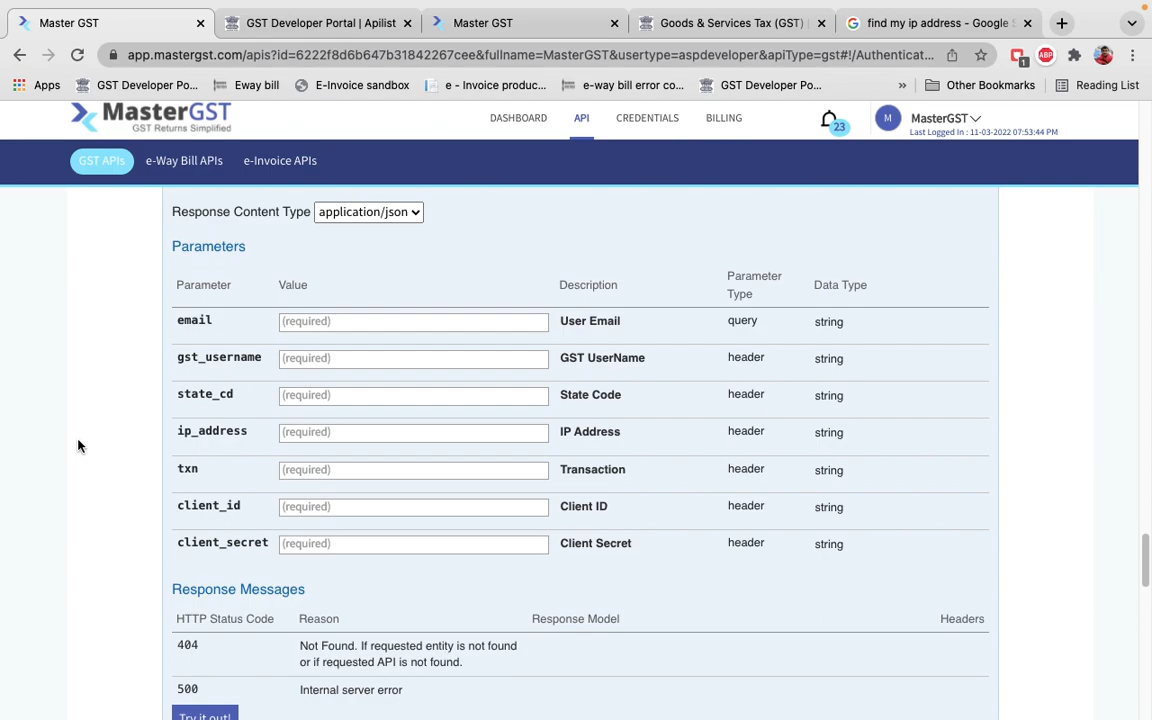 Master GST
GST Developer Portal | Apilist
Master GST
Goods & Services Tax (GST) |
find my ip address - Google S
app.mastergst.com/apis?id=6222f8d6b647b31842267cee&fullname=MasterGST&usertype=aspdeveloper&apiType=gst#!/Authenticat...
1
ABP
Apps
GST Developer Po...
Eway bill
E-Invoice sandbox
e - Invoice produc...
e-way bill error co...
GST Developer Po...
»
Other Bookmarks
Reading List
MasterGST
GST Returns Simplified
DASHBOARD
API
CREDENTIALS
BILLING
23
M
MasterGST
Last Logged In : 11-03-2022 07:53:44 PM
GST APIs
e-Way Bill APIs
e-Invoice APIs
Response Content Type application/json
Parameters
Parameter Value Description Parameter Type Data Type
email (required) User Email query string
gst_username (required) GST UserName header string
state_cd (required) State Code header string
ip_address (required) IP Address header string
txn (required) Transaction header string
client_id (required) Client ID header string
client_secret (required) Client Secret header string
Response Messages
HTTP Status Code Reason Response Model Headers
404 Not Found. If requested entity is not found
or if requested API is not found.
500 Internal server error
Try it out!